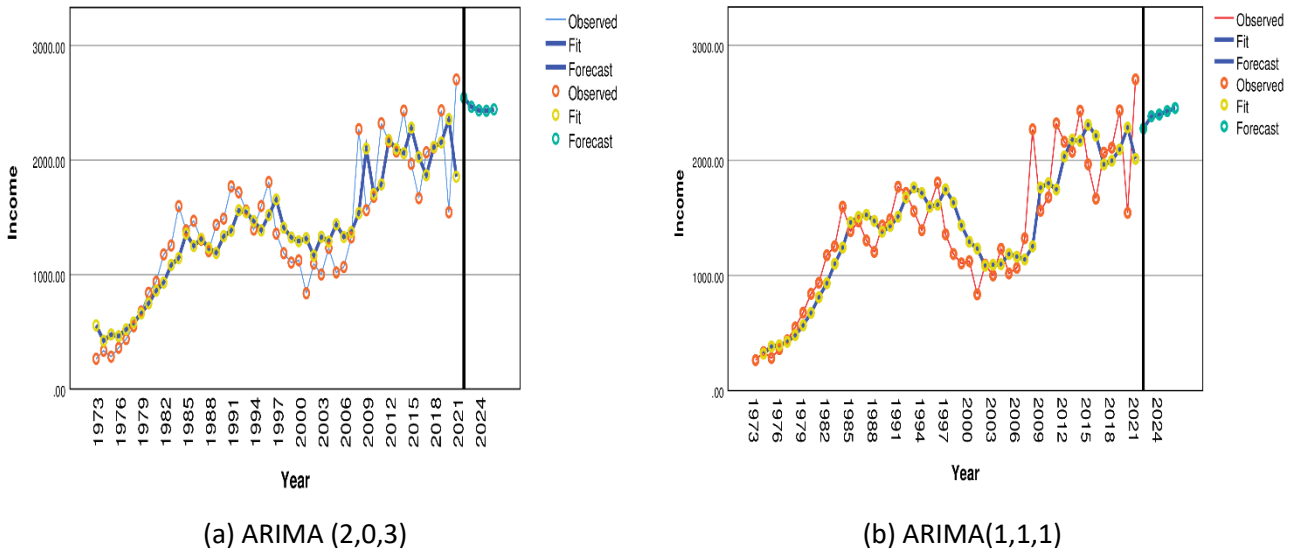 3000.00
2000.00
1000.00
.00
Income
1973
1976
1979
1982
1985
1988
1991
1994
1997
2000
2003
2006
2009
2012
2015
2018
2021
2024
Year
Observed
Fit
Forecast
Observed
Fit
Forecast
(a) ARIMA (2,0,3)
3000.00
2000.00
1000.00
.00
Income
1973
1976
1979
1982
1985
1988
1991
1994
1997
2000
2003
2006
2009
2012
2015
2018
2021
2024
Year
Observed
Fit
Forecast
Observed
Fit
Forecast
(b) ARIMA(1,1,1)